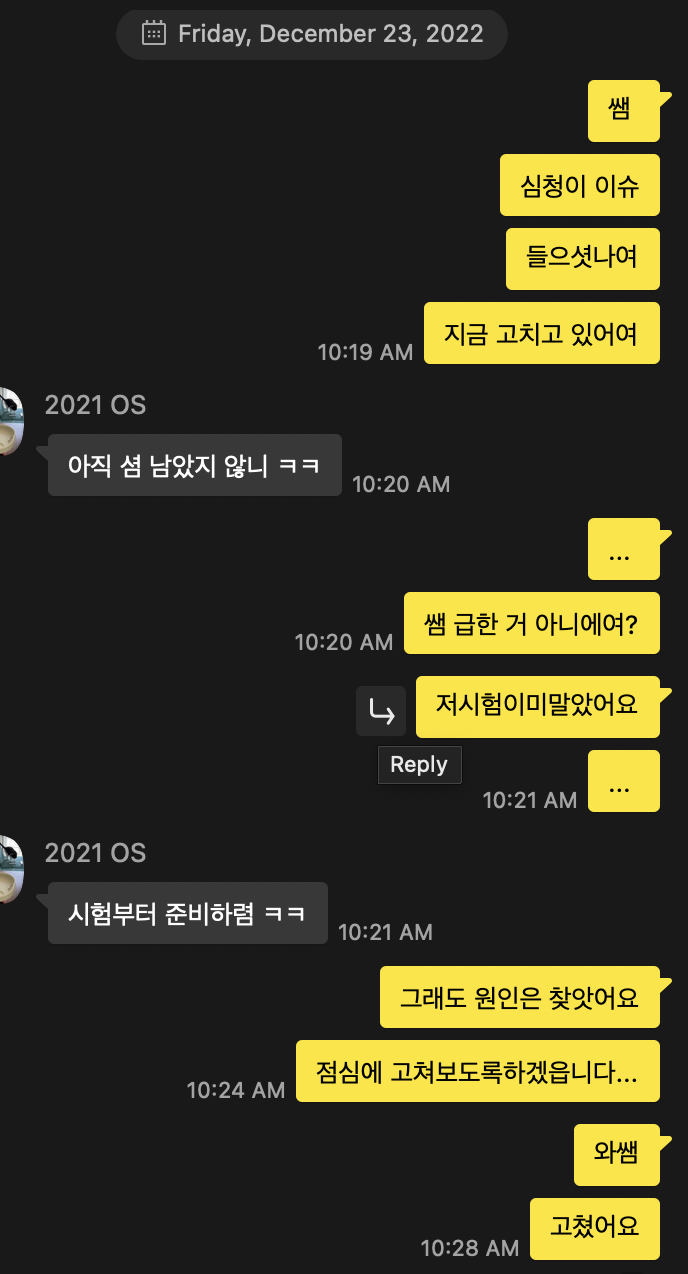 Friday, December 23, 2022
쌤
심청이 이슈
들으셧나여
지금 고치고 있어여
10:19 AM
2021 OS
아직 셤 남았지 않니 ㅋㅋ
10:20 AM
...
쌤 급한 거 아니에여?
10:20 AM
저시험이미말았어요
Reply
...
10:21 AM
2021 OS
시험부터 준비하렴 ㅋㅋ
10:21 AM
그래도 원인은 찾앗어요
점심에 고쳐보도록하겠읍니다...
10:24 AM
와쌤
고쳤어요
10:28 AM